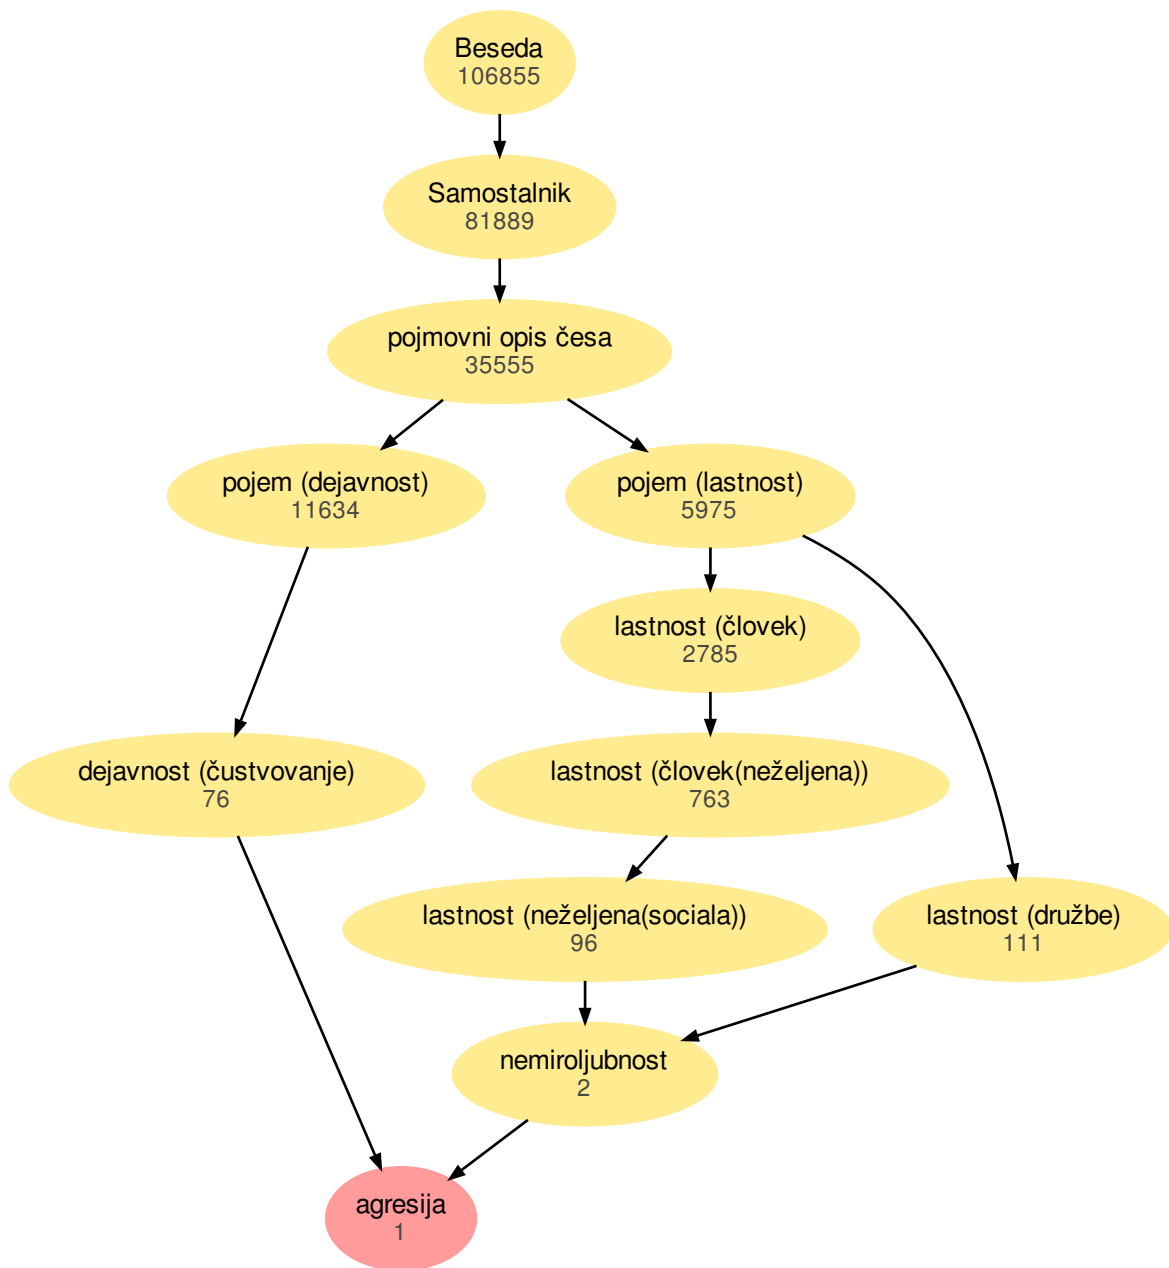 Beseda
106855
Samostalnik
81889
pojmovni opis česa
35555
pojem (dejavnost)
11634
pojem (lastnost)
5975
lastnost (človek)
2785
dejavnost (čustvovanje)
76
lastnost (človek(neželjena))
763
lastnost (neželjena(sociala))
96
lastnost (družbe)
111
nemiroljubnost
2
agresija
1